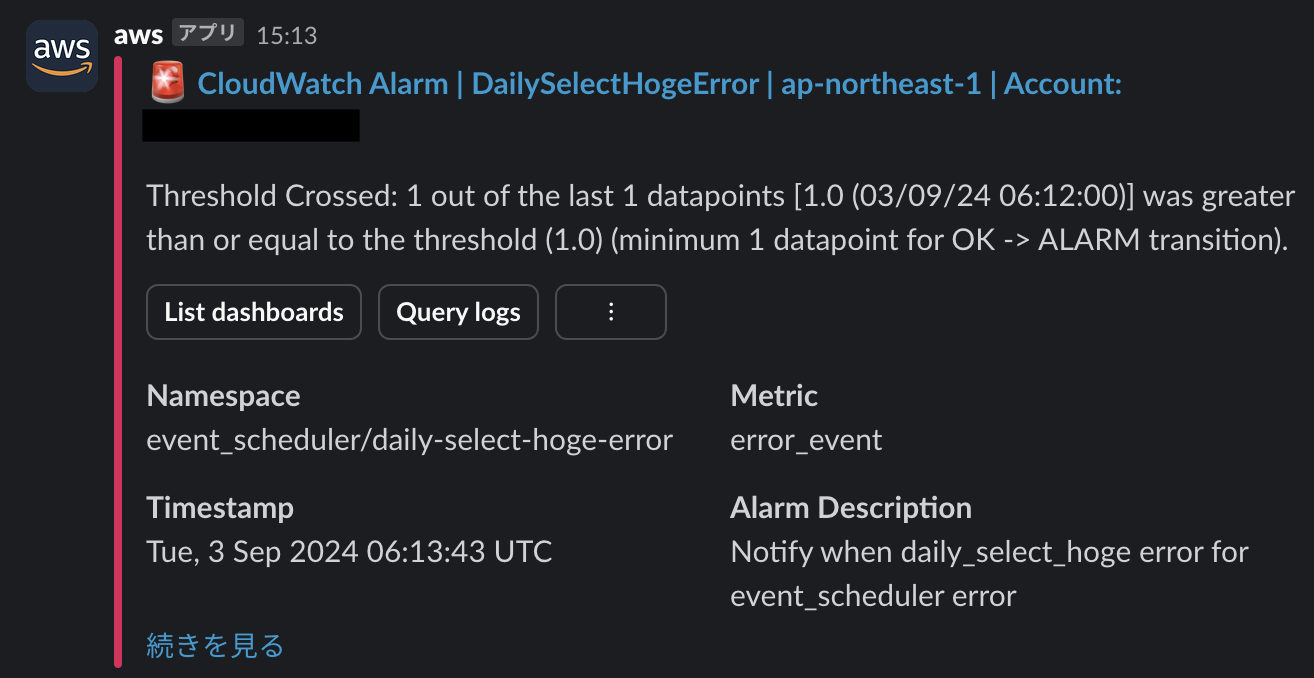 aws
aws アプリ 15:13
CloudWatch Alarm | DailySelectHogeError | ap-northeast-1 | Account:
Threshold Crossed: 1 out of the last 1 datapoints [1.0 (03/09/24 06:12:00)] was greater
than or equal to the threshold (1.0) (minimum 1 datapoint for OK -> ALARM transition).
List dashboards Query logs ⋮
Namespace
event_scheduler/daily-select-hoge-error
Metric
error_event
Timestamp
Tue, 3 Sep 2024 06:13:43 UTC
Alarm Description
Notify when daily_select_hoge error for
event_scheduler error
続きを見る